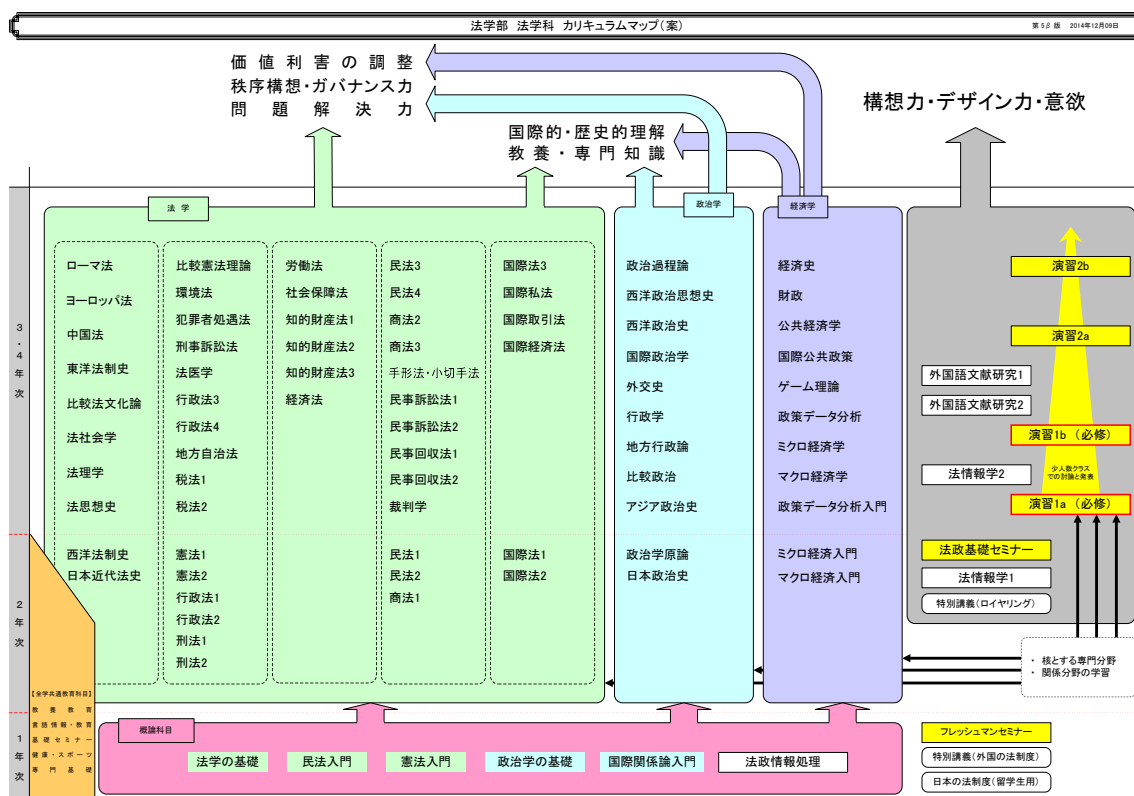 法学部 法学科 カリキュラムマップ(案)
第5β版 2014年12月09日
価値利害の調整
秩序構想・ガバナンス力
問題解決力
国際的・歴史的理解
教養・専門知識
構想力・デザイン力・意欲
3・4年次
2年次
1年次
法学
ローマ法
ヨーロッパ法
中国法
東洋法制史
比較法文化論
法社会学
法理学
法思想史
西洋法制史
日本近代法史
比較憲法理論
環境法
犯罪者処遇法
刑事訴訟法
法医学
行政法3
行政法4
地方自治法
税法1
税法2
憲法1
憲法2
行政法1
行政法2
刑法1
刑法2
労働法
社会保障法
知的財産法1
知的財産法2
知的財産法3
経済法
民法3
民法4
商法2
商法3
手形法・小切手法
民事訴訟法1
民事訴訟法2
民事回収法1
民事回収法2
裁判学
民法1
民法2
商法1
国際法3
国際私法
国際取引法
国際経済法
国際法1
国際法2
政治学
政治過程論
西洋政治思想史
西洋政治史
国際政治学
外交史
行政学
地方行政論
比較政治
アジア政治史
政治学原論
日本政治史
経済学
経済史
財政
公共経済学
国際公共政策
ゲーム理論
政策データ分析
ミクロ経済学
マクロ経済学
政策データ分析入門
ミクロ経済入門
マクロ経済入門
演習2b
演習2a
外国語文献研究1
外国語文献研究2
演習1b (必修)
法情報学2
少人数クラス
での討論と発表
演習1a (必修)
法政基礎セミナー
法情報学1
特別講義(ロイヤリング)
・ 核とする専門分野
・ 関係分野の学習
【全学共通教育科目】
教養教育
言語情報・教育
基礎セミナー
健康・スポーツ
専門基礎
概論科目
法学の基礎
民法入門
憲法入門
政治学の基礎
国際関係論入門
法政情報処理
フレッシュマンセミナー
特別講義(外国の法制度)
日本の法制度(留学生用)